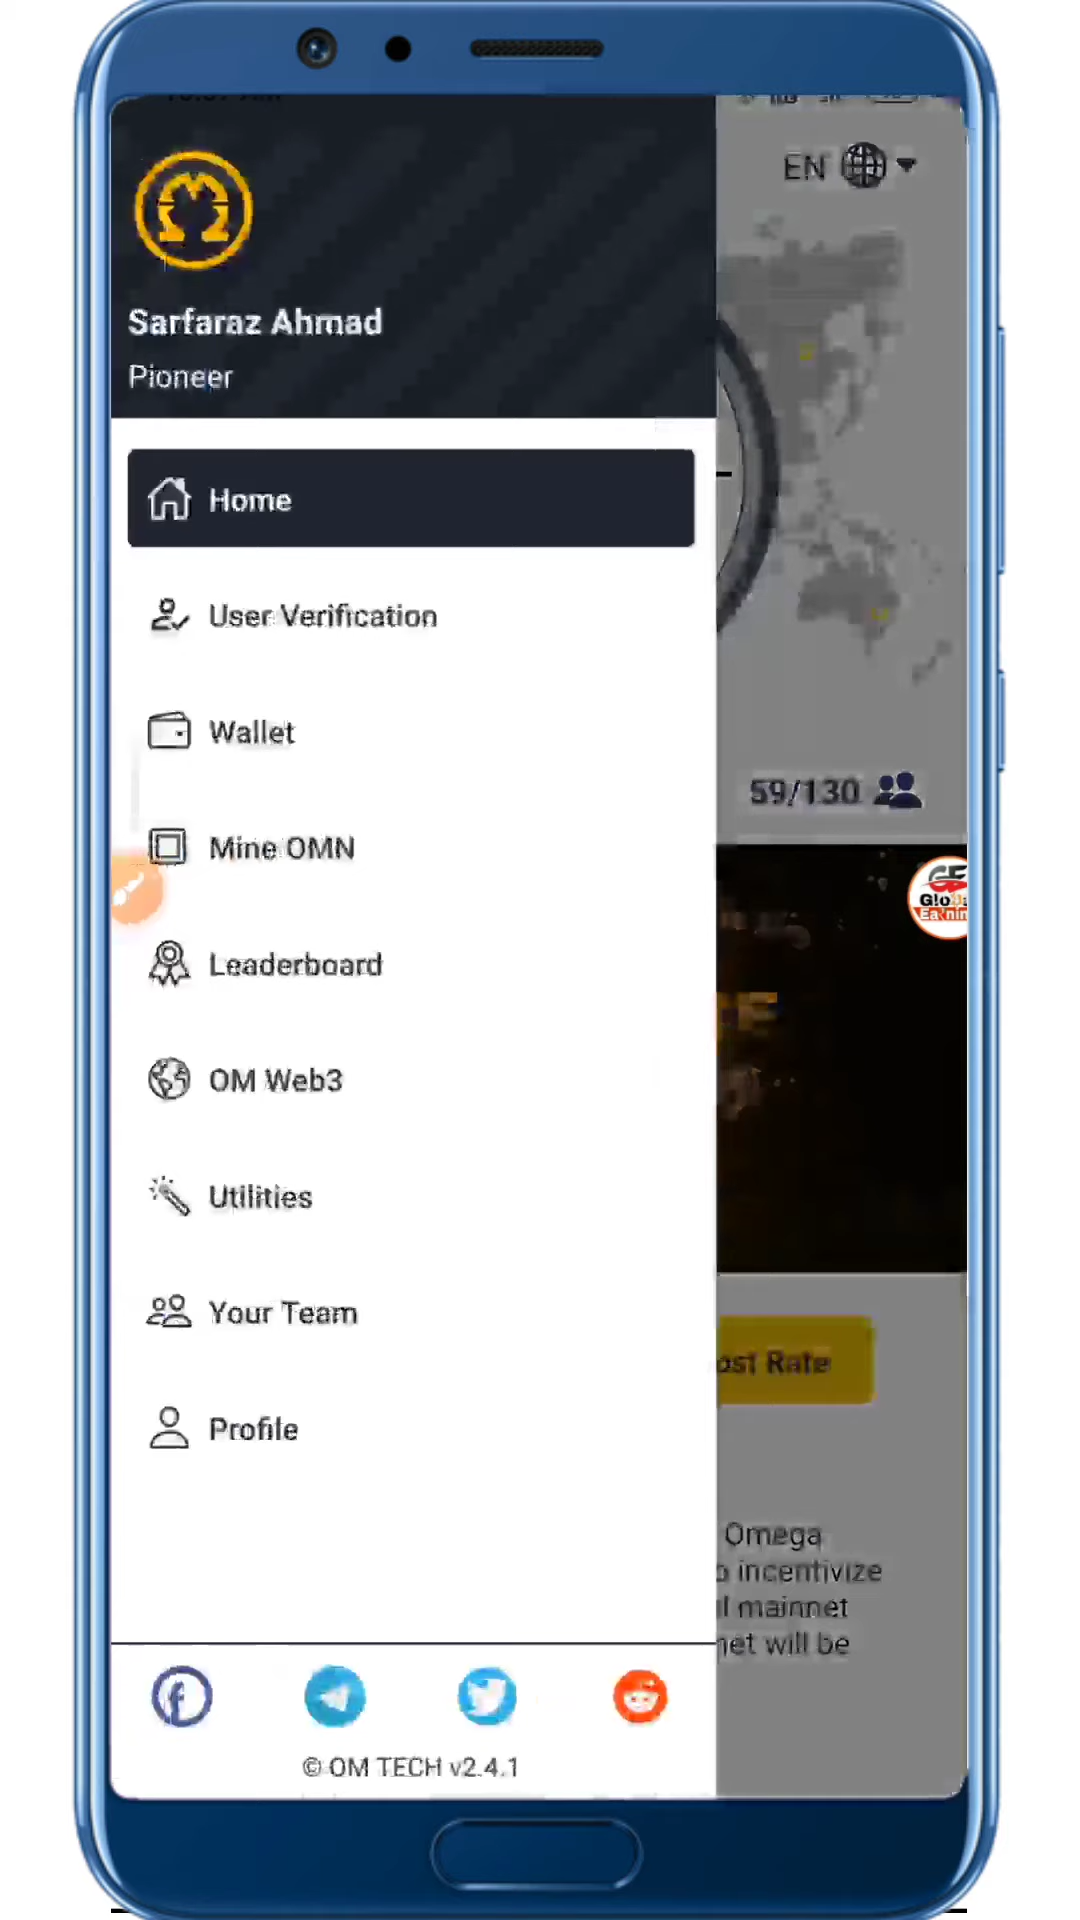 EN
Sarfaraz Ahmad
Pioneer
Home
User Verification
Wallet
59/130
Mine OMN
Leaderboard
OM Web3
Utilities
Your Team
Rate
Profile
Omega
incentivize
mainnet
will be
f
© OM TECH v2.4.1